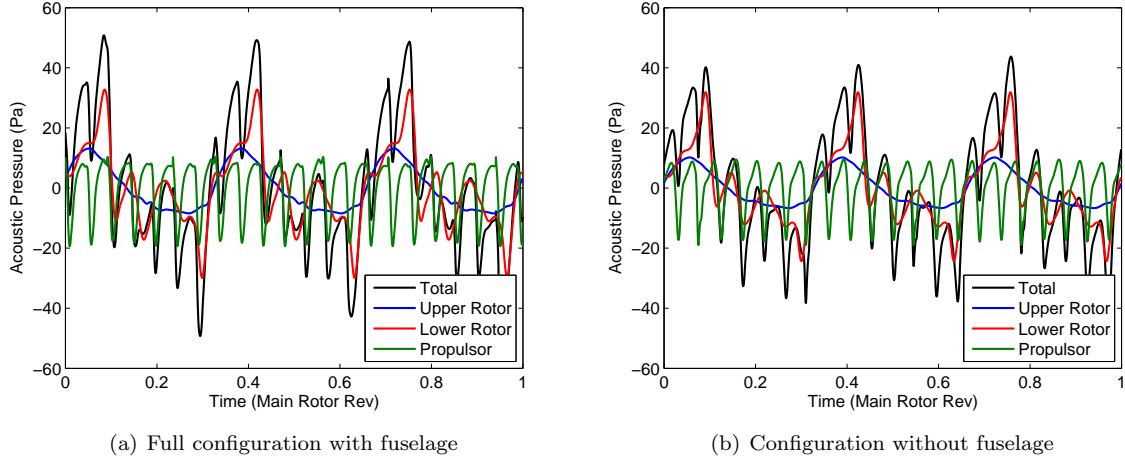 60
40
20
0
−20
−40
−60
Acoustic Pressure (Pa)
0
0.2
0.4
0.6
0.8
1
Time (Main Rotor Rev)
Total
Upper Rotor
Lower Rotor
Propulsor
(a) Full configuration with fuselage
60
40
20
0
−20
−40
−60
Acoustic Pressure (Pa)
0
0.2
0.4
0.6
0.8
1
Time (Main Rotor Rev)
Total
Upper Rotor
Lower Rotor
Propulsor
(b) Configuration without fuselage